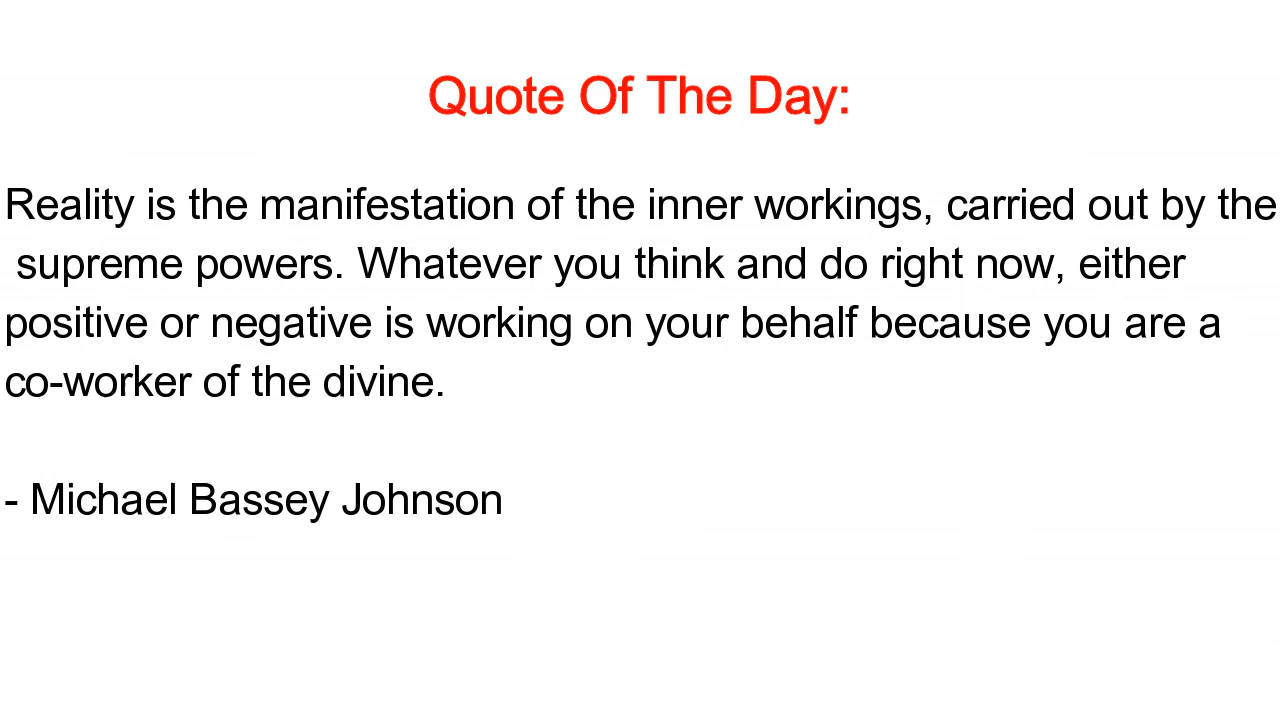 Quote Of The Day:
Reality is the manifestation of the inner workings, carried out by the
supreme powers. Whatever you think and do right now, either
positive or negative is working on your behalf because you are a
co-worker of the divine.
- Michael Bassey Johnson